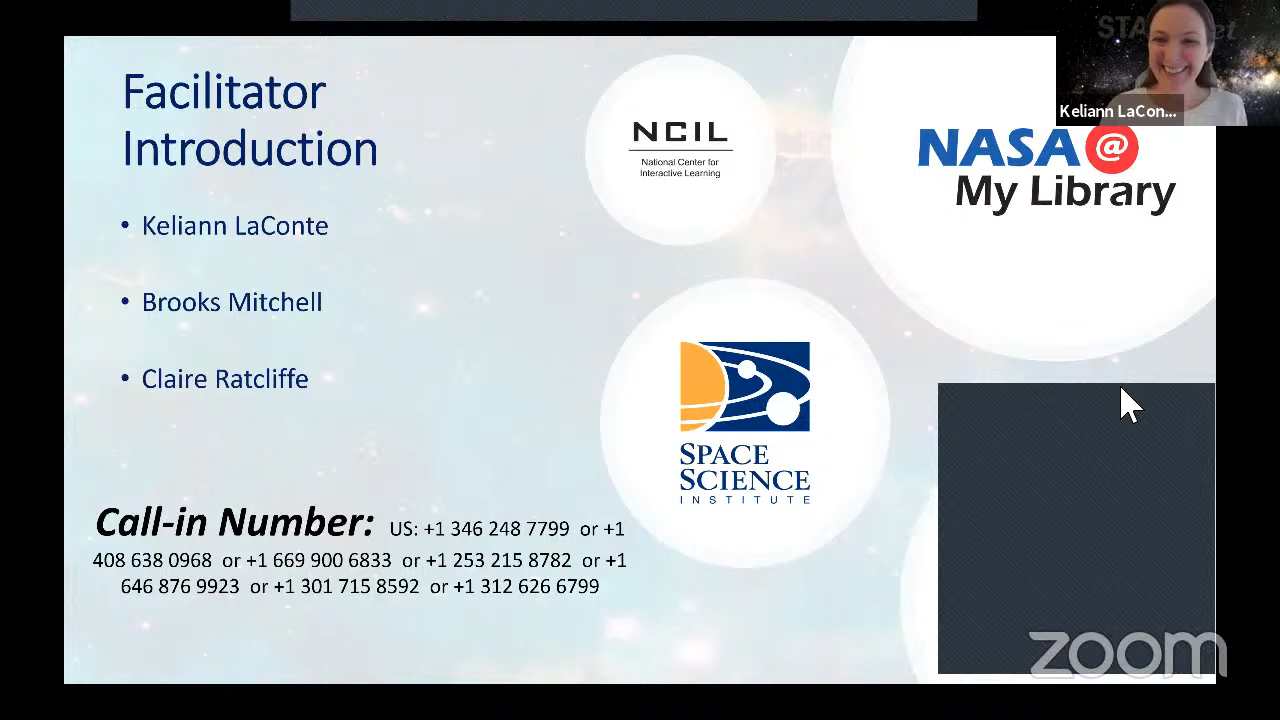 Facilitator
Introduction
• Keliann LaConte
• Brooks Mitchell
• Claire Ratcliffe
Call-in Number: US: +1 346 248 7799 or +1
408 638 0968 or +1 669 900 6833 or +1 253 215 8782 or +1
646 876 9923 or +1 301 715 8592 or +1 312 626 6799
NCIL
National Center for
Interactive Learning
NASA@
My Library
SPACE
SCIENCE
INSTITUTE
Keliann LaCon...
zoom